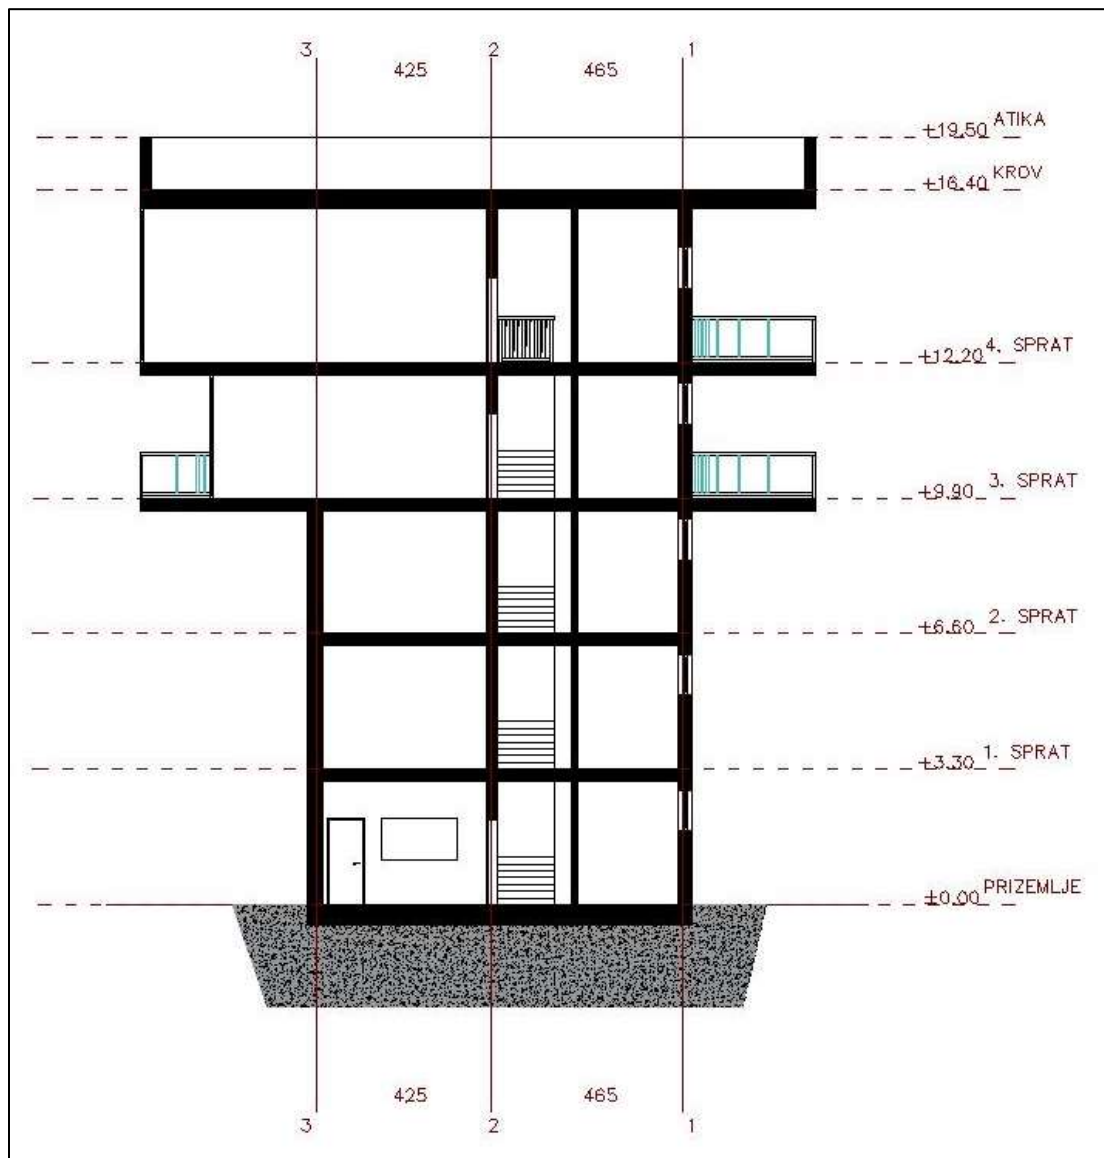 3 2 1
425 465
+19.50 ATIKA
+16.40 KROV
+12.20 4. SPRAT
+9.90 3. SPRAT
+6.60 2. SPRAT
+3.30 1. SPRAT
±0.00 PRIZEMLJE
425 465
3 2 1